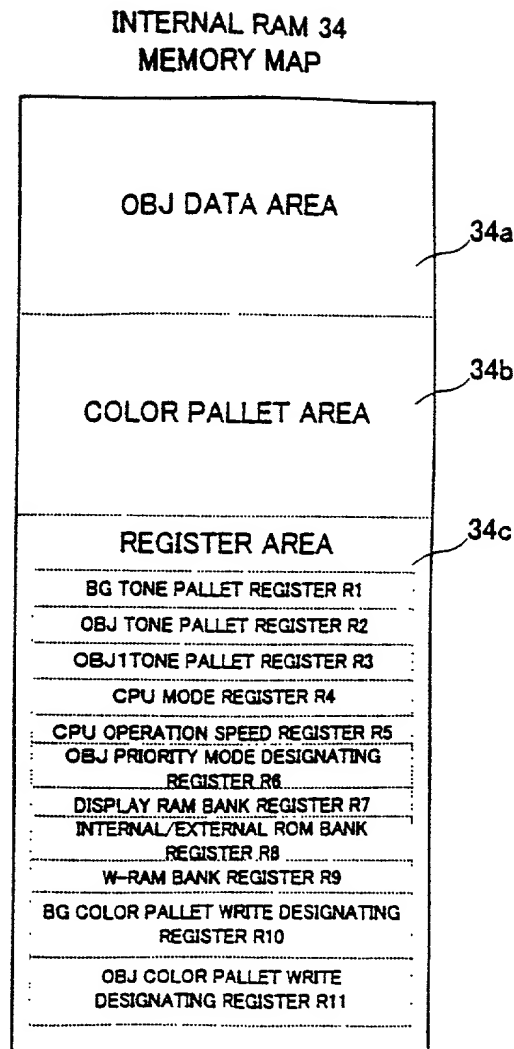 INTERNAL RAM 34
MEMORY MAP
OBJ DATA AREA
34a
34b
COLOR PALLET AREA
34c
REGISTER AREA
BG TONE PALLET REGISTER R1
OBJ TONE PALLET REGISTER R2
OBJ1TONE PALLET REGISTER R3
CPU MODE REGISTER R4
CPU OPERATION SPEED REGISTER R5
OBJ PRIORITY MODE DESIGNATING
REGISTER R6
DISPLAY RAM BANK REGISTER R7
INTERNAL/EXTERNAL ROM BANK
REGISTER R8
W-RAM BANK REGISTER R9
BG COLOR PALLET WRITE DESIGNATING
REGISTER R10
OBJ COLOR PALLET WRITE
DESIGNATING REGISTER R11